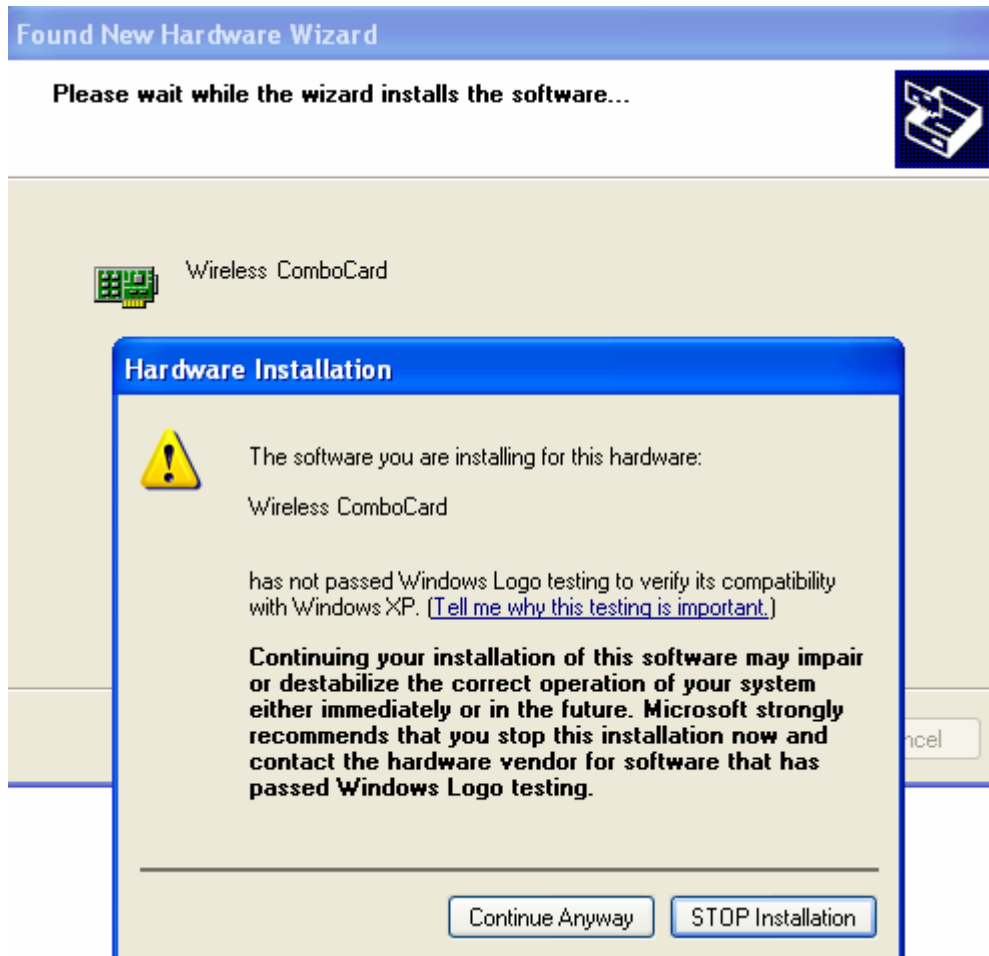 Found New Hardware Wizard
Please wait while the wizard installs the software...
Wireless ComboCard
Hardware Installation
The software you are installing for this hardware:
Wireless ComboCard
has not passed Windows Logo testing to verify its compatibility
with Windows XP. (Tell me why this testing is important.)
Continuing your installation of this software may impair
or destabilize the correct operation of your system
either immediately or in the future. Microsoft strongly
recommends that you stop this installation now and
contact the hardware vendor for software that has
passed Windows Logo testing.
ncel
Continue Anyway
STOP Installation